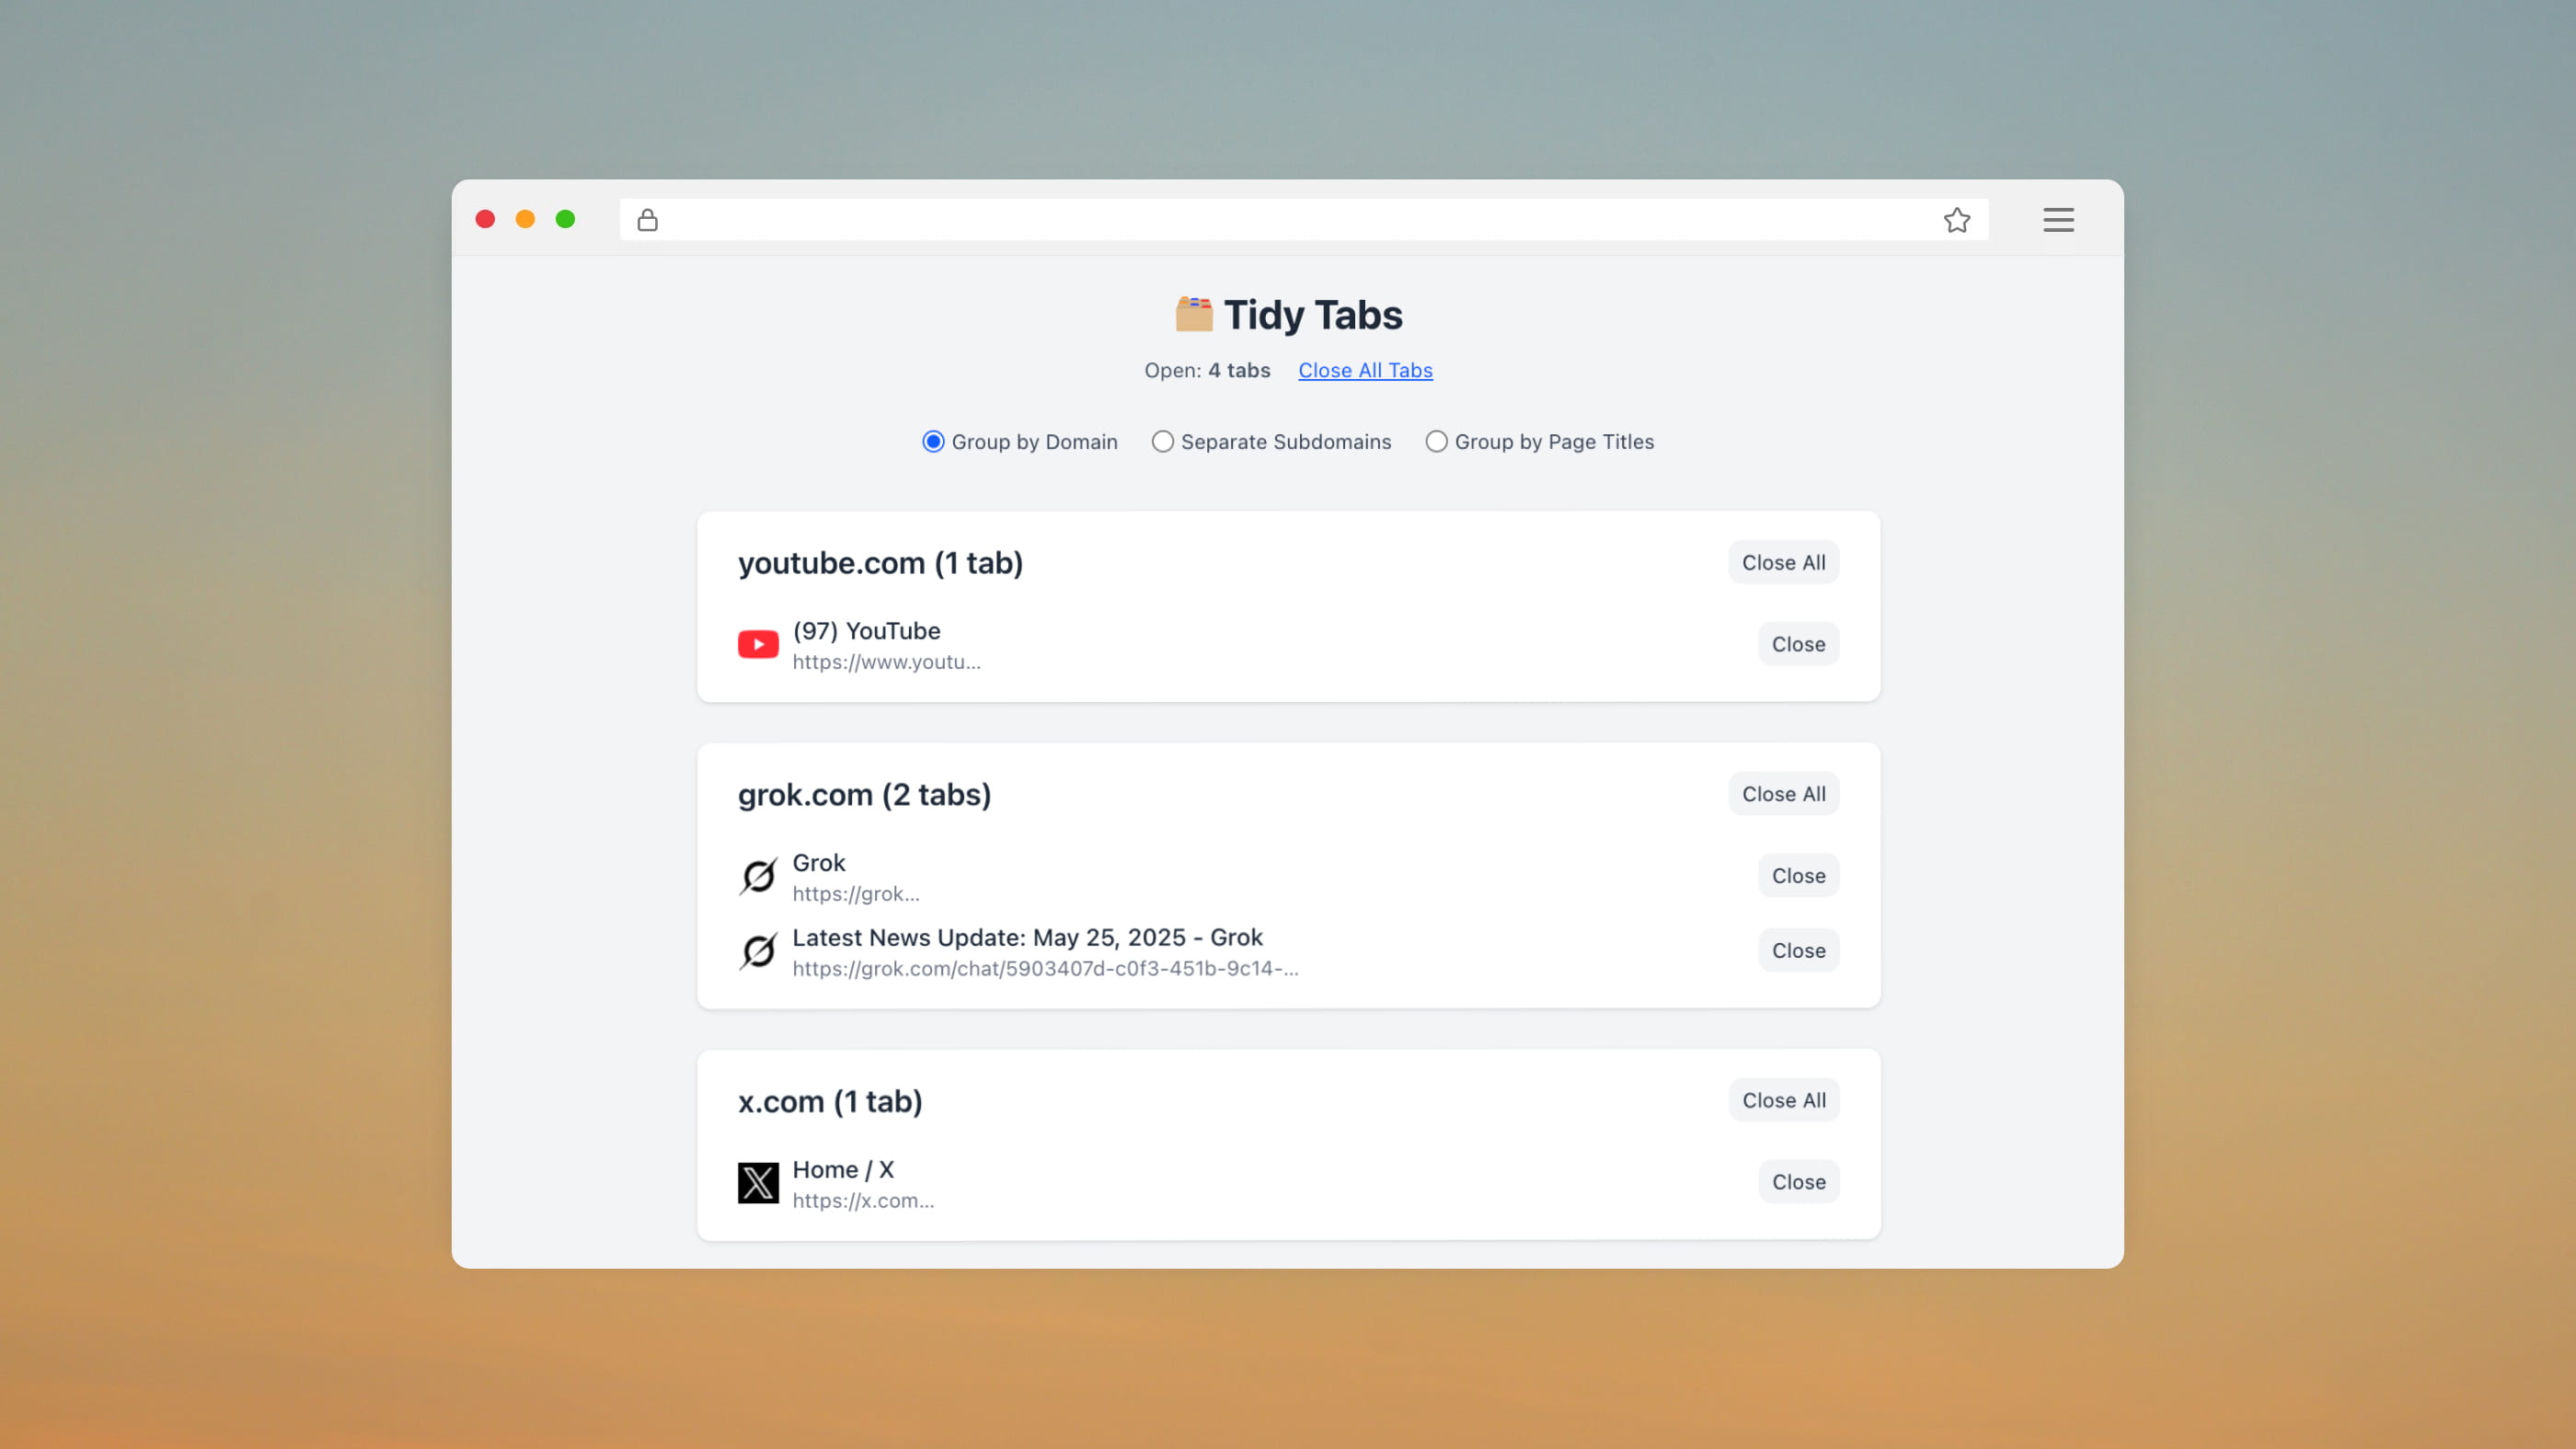 Tidy Tabs
Open: 4 tabs Close All Tabs
Group by Domain Separate Subdomains Group by Page Titles
youtube.com (1 tab) Close All
(97) YouTube
https://www.youtu...
Close
grok.com (2 tabs) Close All
Grok
https://grok...
Close
Latest News Update: May 25, 2025 - Grok
https://grok.com/chat/5903407d-c0f3-451b-9c14-...
Close
x.com (1 tab) Close All
Home / X
https://x.com...
Close